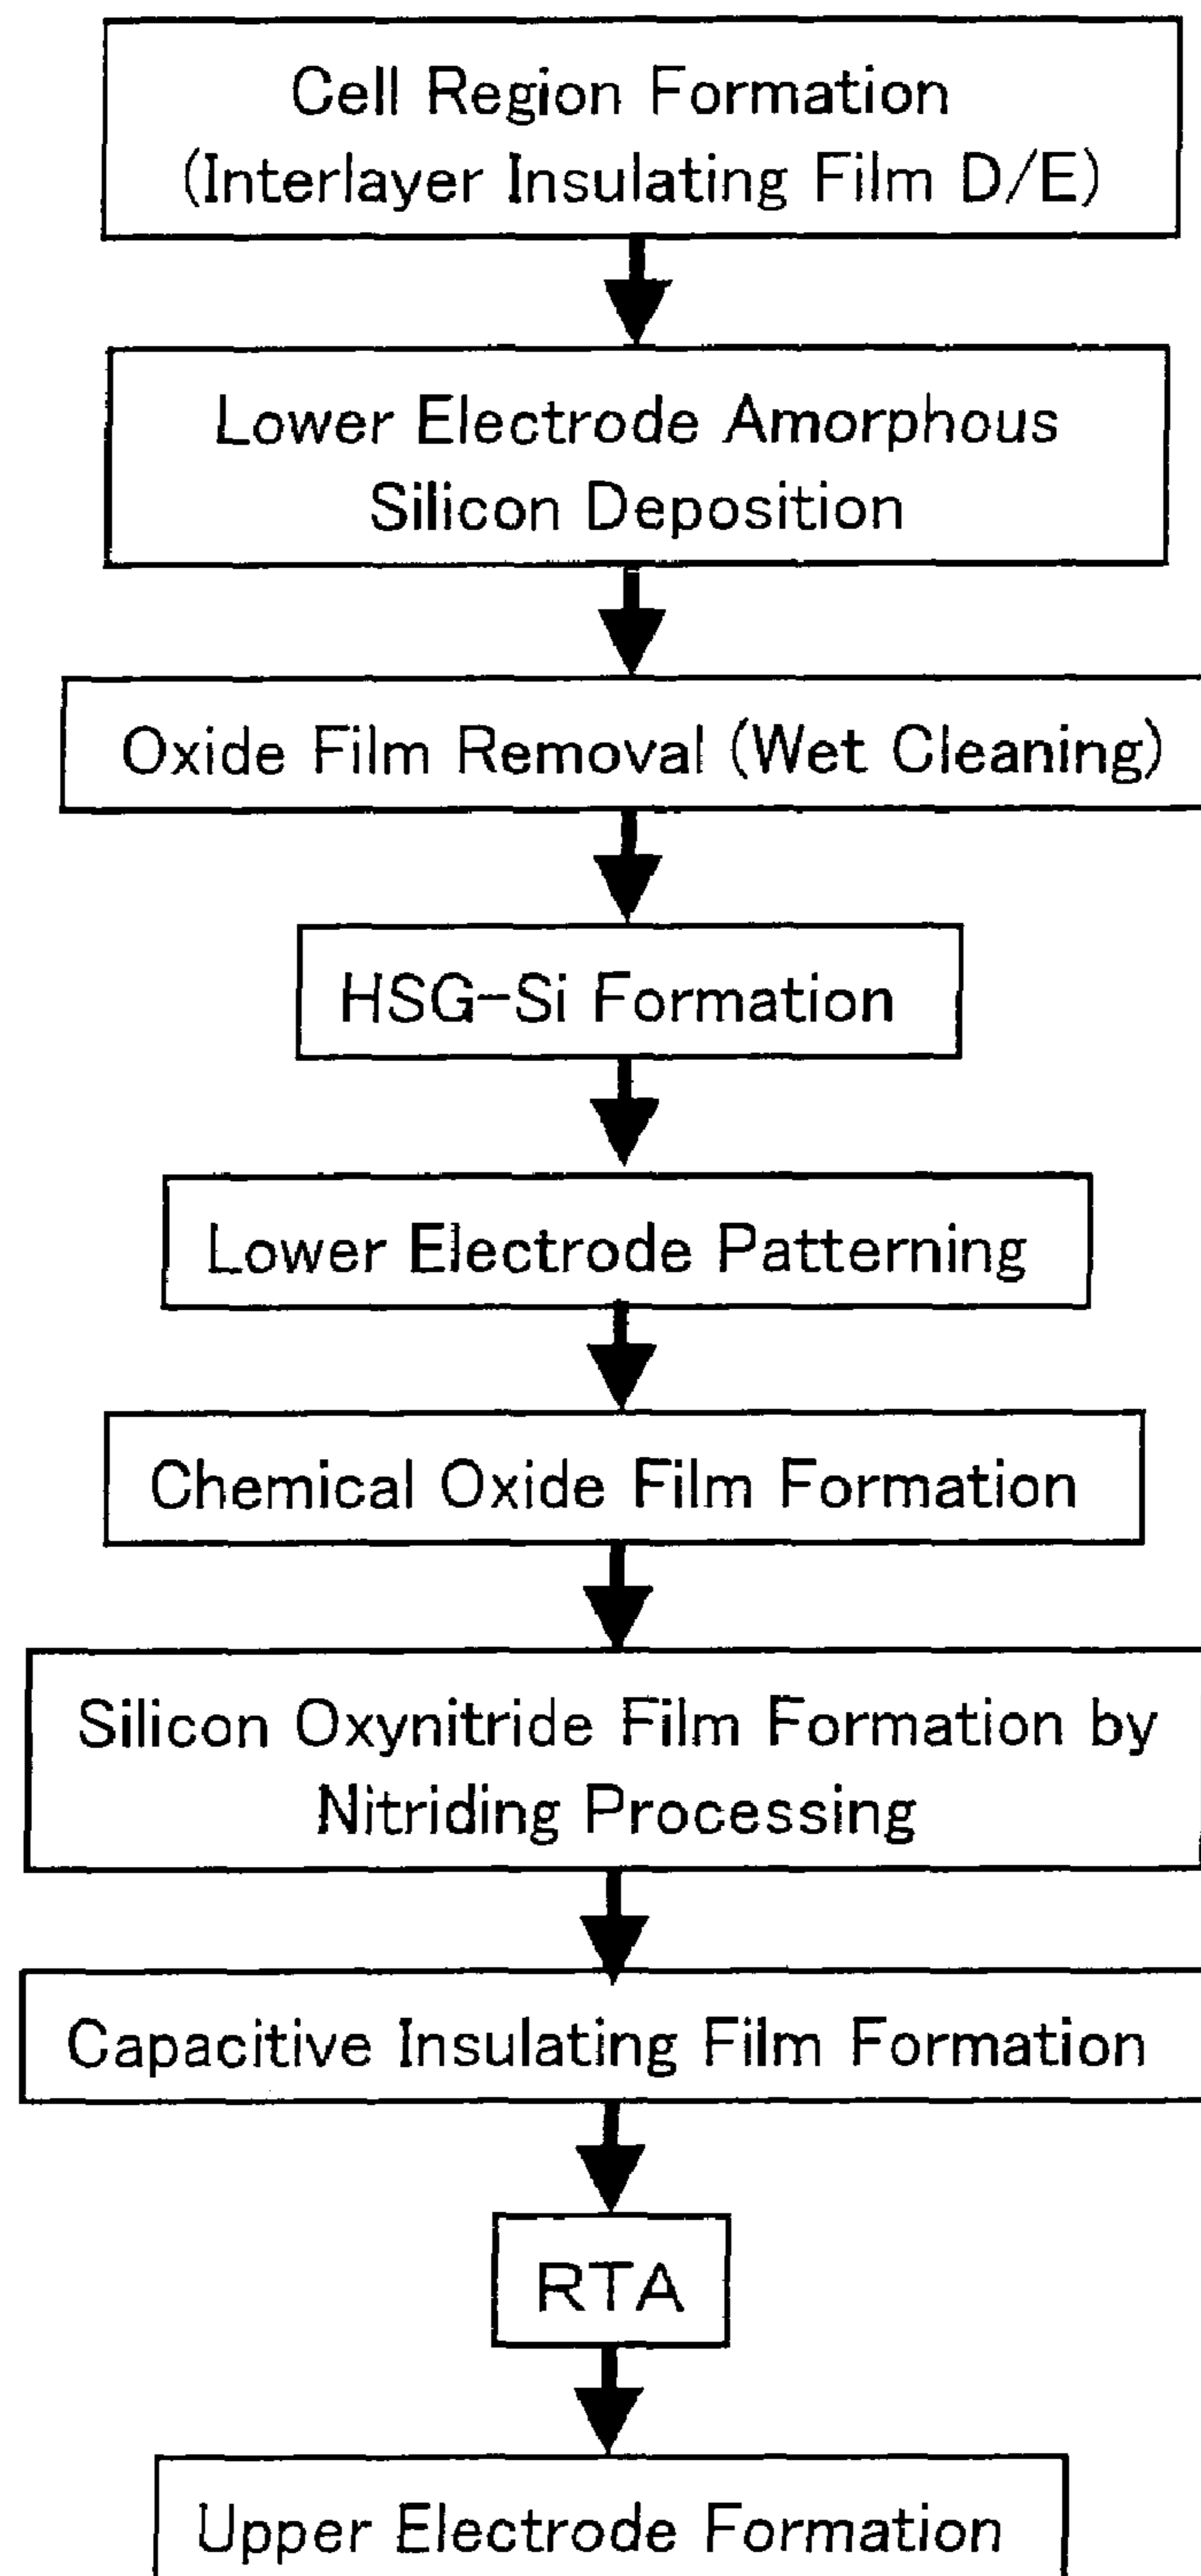 Cell Region Formation
(Interlayer Insulating Film D/E)
Lower Electrode Amorphous
Silicon Deposition
Oxide Film Removal (Wet Cleaning)
HSG-Si Formation
Lower Electrode Patterning
Chemical Oxide Film Formation
Silicon Oxynitride Film Formation by
Nitriding Processing
Capacitive Insulating Film Formation
RTA
Upper Electrode Formation